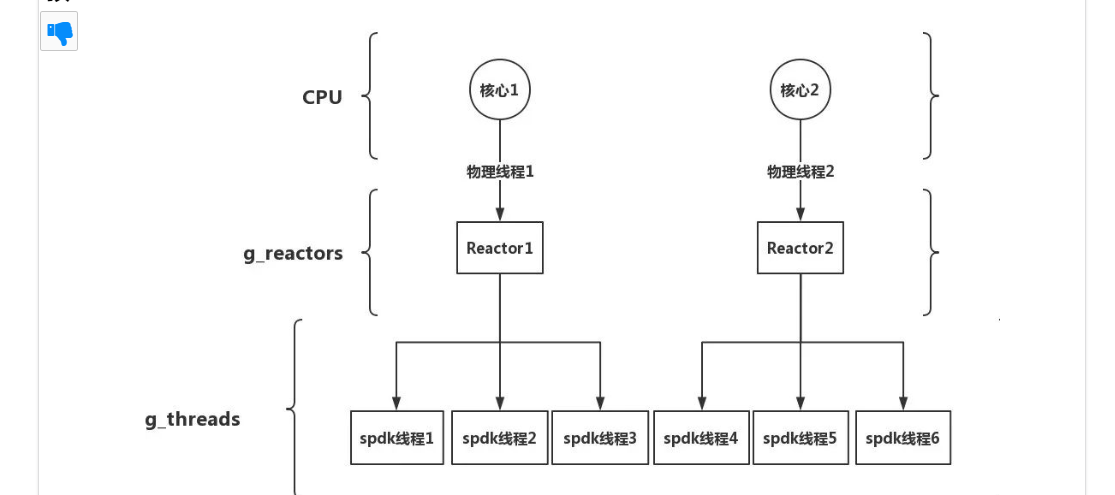 CPU
核心1
核心2
物理线程1
物理线程2
g_reactors
Reactor1
Reactor2
g_threads
spdk线程1
spdk线程2
spdk线程3
spdk线程4
spdk线程5
spdk线程6